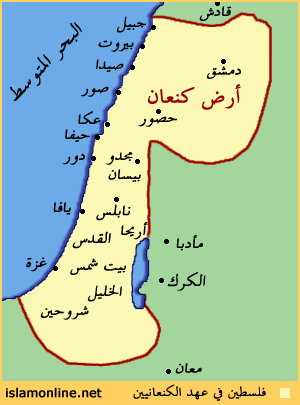 قادش
جبيل
بيروت
البحر المتوسط
صيدا
دمشق
صور
أرض كنعان
حصور
عكا
حيفا
دور
مجدو
بيسان
نابلس
يافا
أريحا
القدس
مأدبا
غزة
بيت شمس
الكرك
الخليل
شروحين
معان
فلسطين في عهد الكنعانيين
islamonline.net